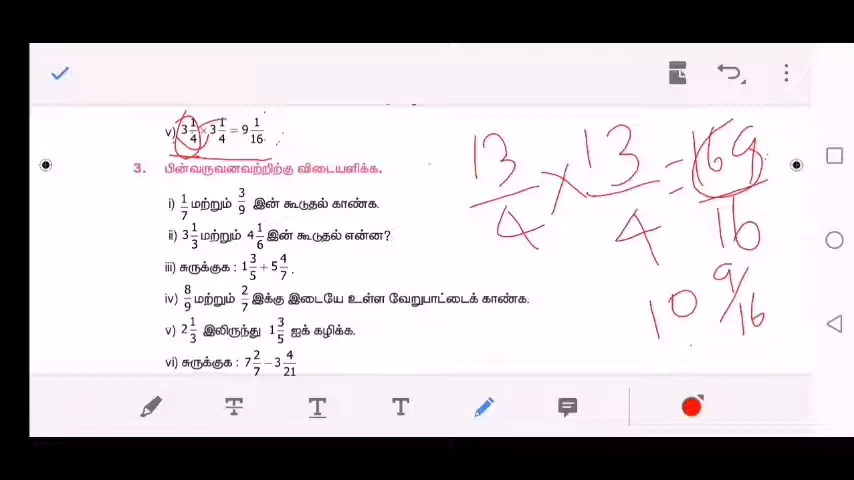 v) 3 1/4 × 3 1/4 = 9 1/16
3. பின்வருவனவற்றிற்கு விடையளிக்க.
i) 1/7 மற்றும் 3/9 இன் கூடுதல் காண்க.
ii) 3 1/3 மற்றும் 4 1/6 இன் கூடுதல் என்ன?
iii) சுருக்குக : 1 3/5 + 5 4/7 .
iv) 8/9 மற்றும் 2/7 இக்கு இடையே உள்ள வேறுபாட்டைக் காண்க.
v) 2 1/3 இலிருந்து 1 3/5 ஐக் கழிக்க.
vi) சுருக்குக : 7 2/7 − 3 4/21
13/4 × 13/4 = 169/16
10 9/16